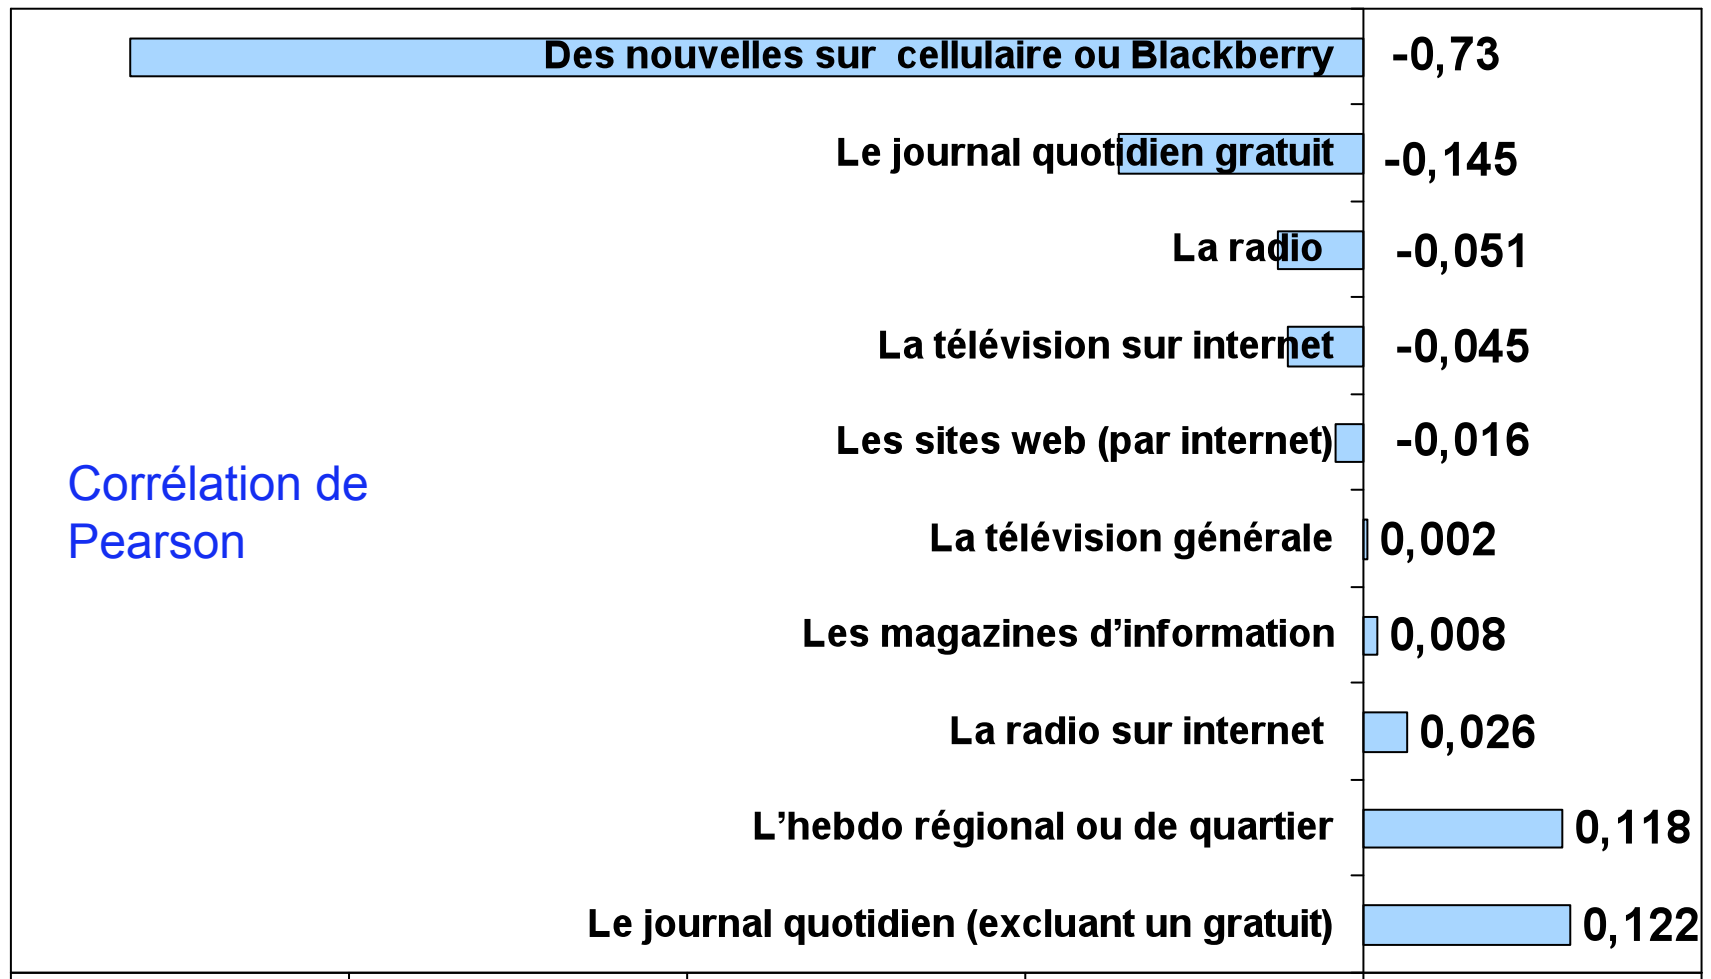 Des nouvelles sur cellulaire ou Blackberry -0,73
Le journal quotidien gratuit -0,145
La radio -0,051
La télévision sur internet -0,045
Les sites web (par internet) -0,016
Corrélation de
Pearson
La télévision générale 0,002
Les magazines d’information 0,008
La radio sur internet 0,026
L’hebdo régional ou de quartier 0,118
Le journal quotidien (excluant un gratuit) 0,122